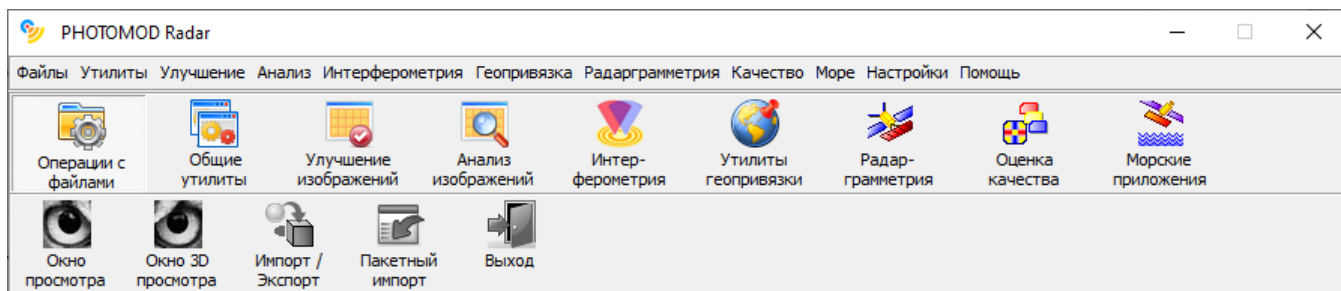 PHOTOMOD Radar
Файлы Утилиты Улучшение Анализ Интерферометрия Геопривязка Радарграмметрия Качество Море Настройки Помощь
Операции с файлами
Общие утилиты
Улучшение изображений
Анализ изображений
Интер-ферометрия
Утилиты геопривязки
Радар-грамметрия
Оценка качества
Морские приложения
Окно просмотра
Окно 3D просмотра
Импорт / Экспорт
Пакетный импорт
Выход